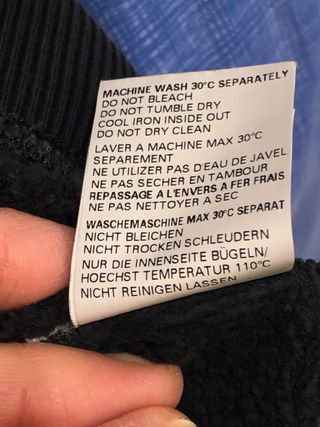 MACHINE WASH 30°C SEPARATELY
DO NOT BLEACH
DO NOT TUMBLE DRY
COOL IRON INSIDE OUT
DO NOT DRY CLEAN
LAVER A MACHINE MAX 30°C
SEPAREMENT
NE UTILIZER PAS D'EAU DE JAVEL
NE PAS SECHER EN TAMBOUR
REPASSAGE A L'ENVERS A FER FRAIS
NE PAS NETTOYER A SEC
WASCHEMASCHINE MAX 30°C SEPARAT
NICHT BLEICHEN
NICHT TROCKEN SCHLEUDERN
NUR DIE INNENSEITE BÜGELN/
HOECHST TEMPERATUR 110°C
NICHT REINIGEN LASSEN